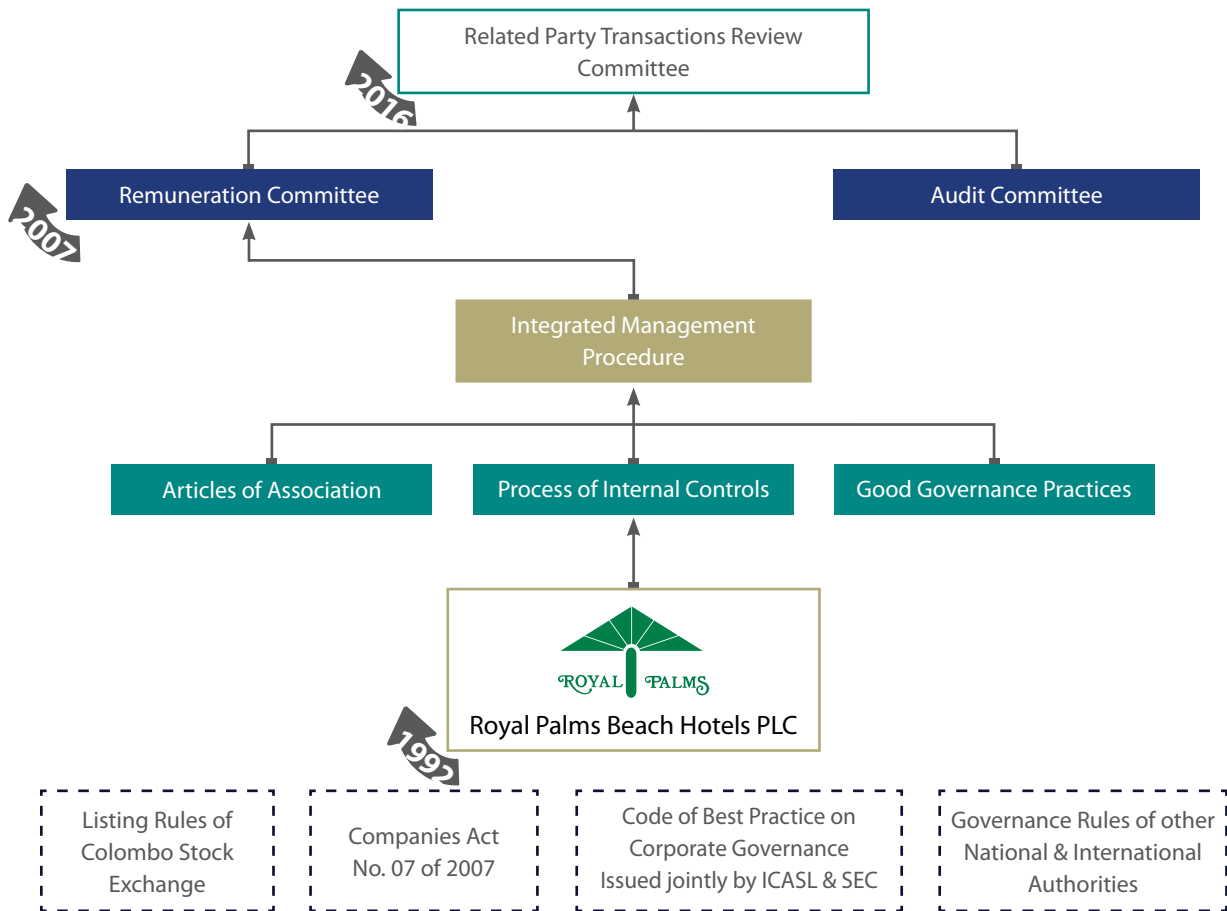 Related Party Transactions Review
Committee
2016
Remuneration Committee
Audit Committee
2007
Integrated Management
Procedure
Articles of Association
Process of Internal Controls
Good Governance Practices
ROYAL PALMS
Royal Palms Beach Hotels PLC
1992
Listing Rules of
Colombo Stock
Exchange
Companies Act
No. 07 of 2007
Code of Best Practice on
Corporate Governance
Issued jointly by ICASL & SEC
Governance Rules of other
National & International
Authorities